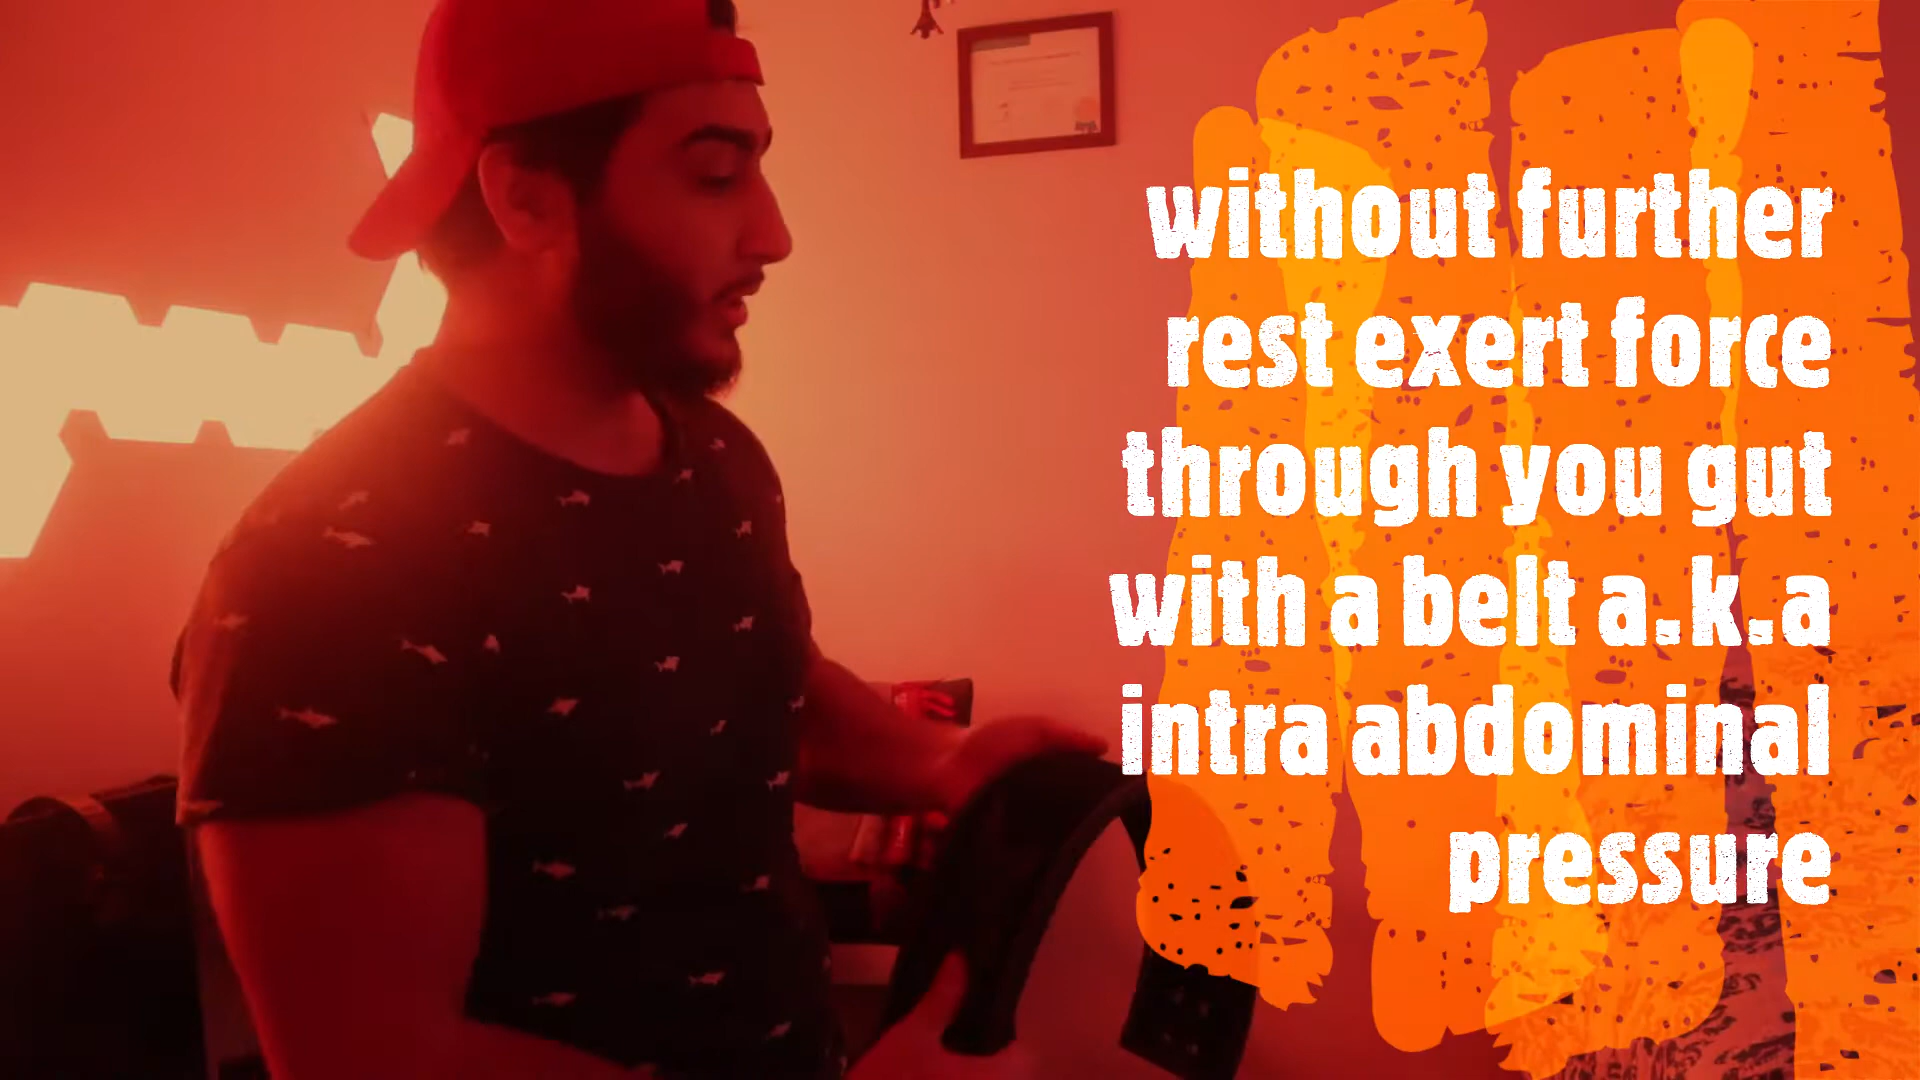 without further
rest exert force
through you gut
with a belt a.k.a
intra abdominal
pressure